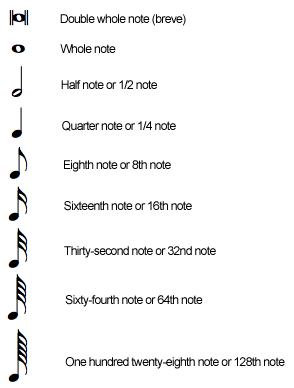 Double whole note (breve)
Whole note
Half note or 1/2 note
Quarter note or 1/4 note
Eighth note or 8th note
Sixteenth note or 16th note
Thirty-second note or 32nd note
Sixty-fourth note or 64th note
One hundred twenty-eighth note or 128th note